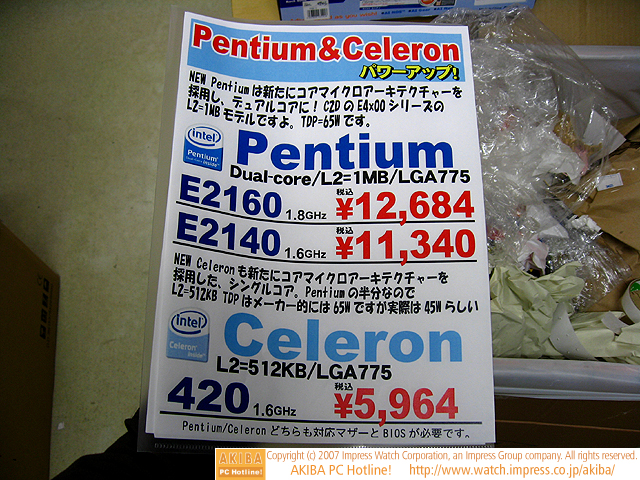 Pentium&Celeron
パワーアップ!
NEW Pentiumは新たにコアマイクロアーキテクチャーを
採用し、デュアルコアに! C2DのE4x00シリーズの
L2=1MBモデルですよ。TDP=65Wです。
intel
Pentium
inside
Pentium
Dual-core/L2=1MB/LGA775
E2160 1.8GHz 税込 ¥12,684
E2140 1.6GHz 税込 ¥11,340
NEW Celeronも新たにコアマイクロアーキテクチャーを
採用した、シングルコア。Pentiumの半分なので
L2=512KB TDPはメーカー的には65Wですが実際は45Wらしい
intel
Celeron
inside
Celeron
L2=512KB/LGA775
420 1.6GHz 税込 ¥5,964
Pentium/Celeronどちらも対応マザーとBIOSが必要です。
AKIBA
PC Hotline!
Copyright (c) 2007 Impress Watch Corporation, an Impress Group company. All rights reserved.
AKIBA PC Hotline! http://www.watch.impress.co.jp/akiba/